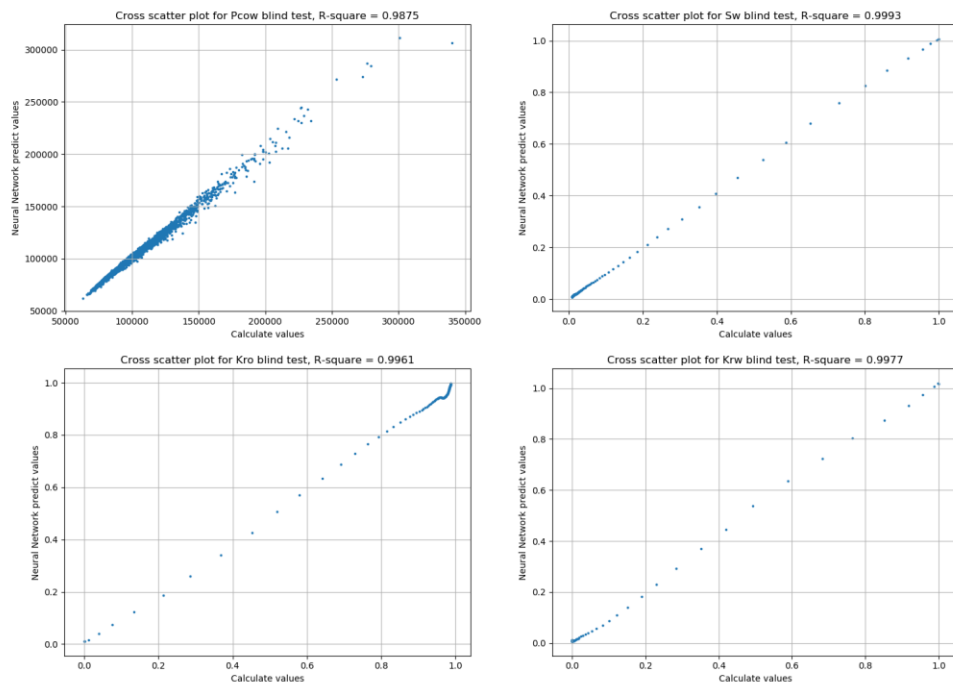 Cross scatter plot for Pcow blind test, R-square = 0.9875
Neural Network predict values
300000
250000
200000
150000
100000
50000
50000 100000 150000 200000 250000 300000 350000
Calculate values
Cross scatter plot for Sw blind test, R-square = 0.9993
Neural Network predict values
1.0
0.8
0.6
0.4
0.2
0.0
0.0 0.2 0.4 0.6 0.8 1.0
Calculate values
Cross scatter plot for Kro blind test, R-square = 0.9961
Neural Network predict values
1.0
0.8
0.6
0.4
0.2
0.0
0.0 0.2 0.4 0.6 0.8 1.0
Calculate values
Cross scatter plot for Krw blind test, R-square = 0.9977
Neural Network predict values
1.0
0.8
0.6
0.4
0.2
0.0
0.0 0.2 0.4 0.6 0.8 1.0
Calculate values